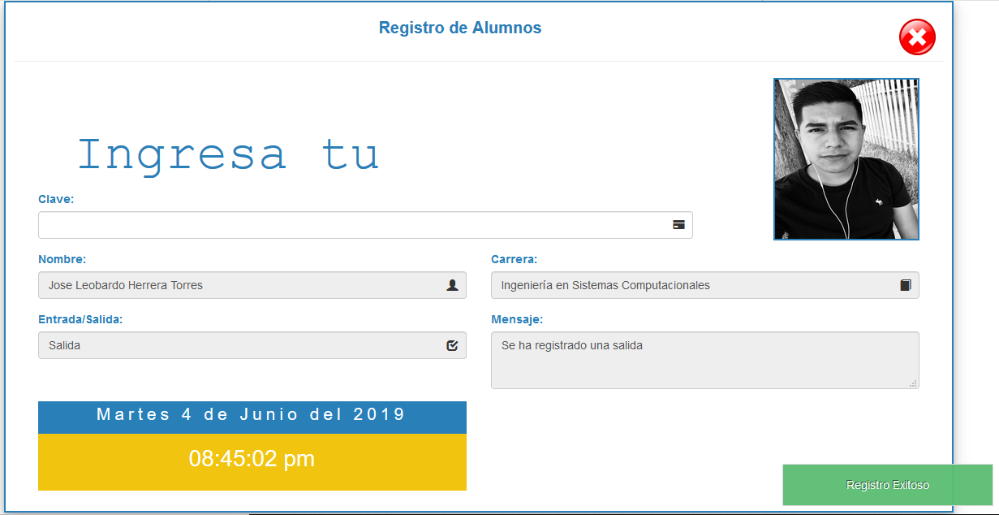 Registro de Alumnos
Ingresa tu
Clave:
Nombre:
Carrera:
Jose Leobardo Herrera Torres
Ingeniería en Sistemas Computacionales
Entrada/Salida:
Mensaje:
Salida
Se ha registrado una salida
Martes 4 de Junio del 2019
08:45:02 pm
Registro Exitoso